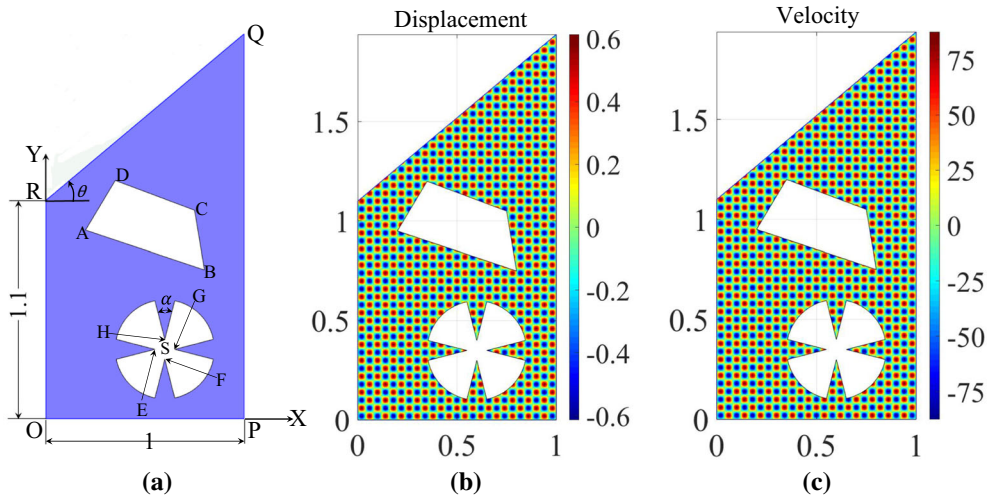 Displacement
Velocity
Q
Y
R
θ
D
A
C
B
G
α
H
S
F
E
1.1
O
P
X
1
(a)
1.5
1
0.5
0
0
0.5
1
0.6
0.4
0.2
0
-0.2
-0.4
-0.6
(b)
1.5
1
0.5
0
0
0.5
1
75
50
25
0
-25
-50
-75
(c)